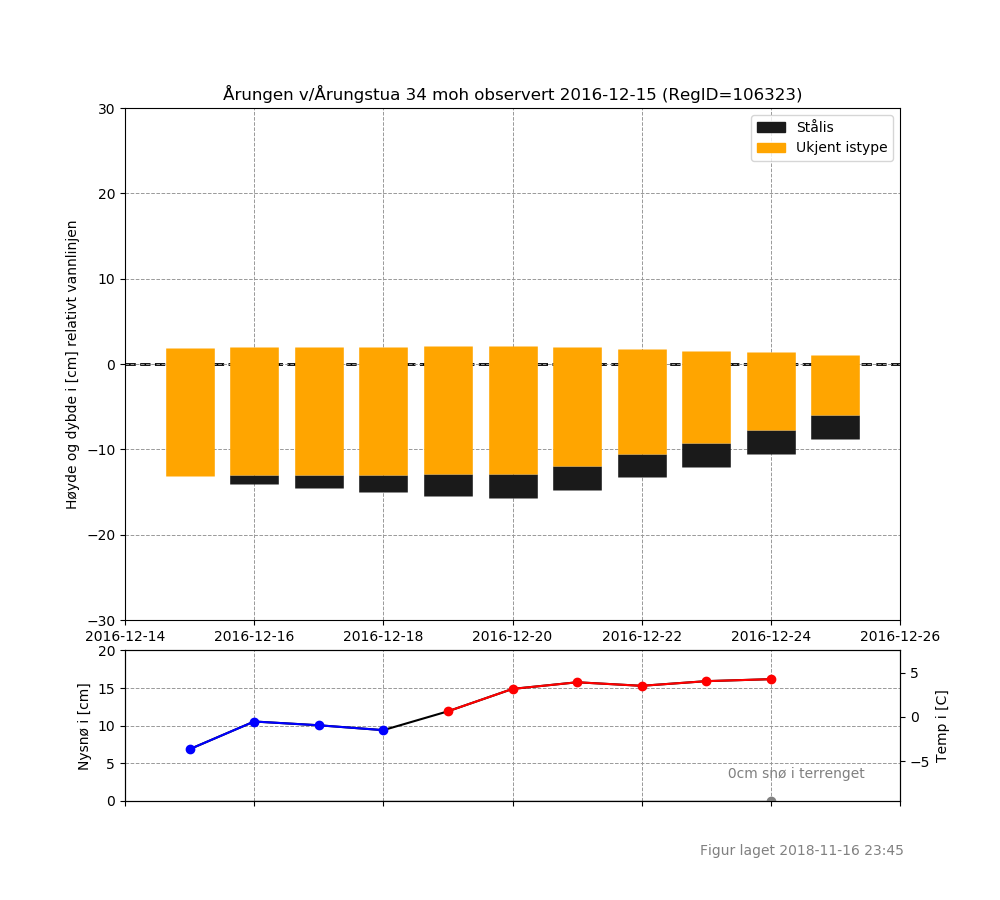 Årungen v/Årungstua 34 moh observert 2016-12-15 (RegID=106323)
Stålis
Ukjent istype
Høyde og dybde i [cm] relativt vannlinjen
30
20
10
0
−10
−20
−30
2016-12-14 2016-12-16 2016-12-18 2016-12-20 2016-12-22 2016-12-24 2016-12-26
Nysnø i [cm]
20
15
10
5
0
5
0
−5
Temp i [C]
0cm snø i terrenget
Figur laget 2018-11-16 23:45